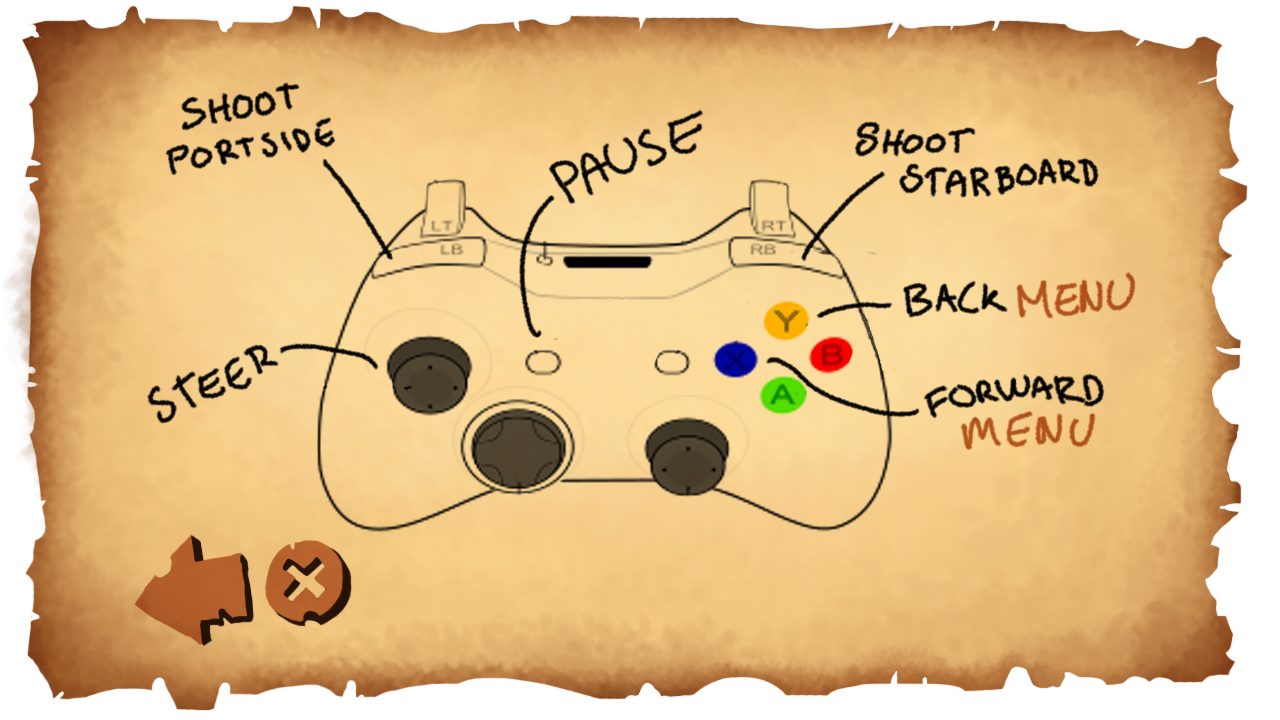 SHOOT
PORTSIDE
PAUSE
SHOOT
STARBOARD
LT
RT
LB
RB
BACK MENU
Y
STEER
X
B
A
FORWARD
MENU
X